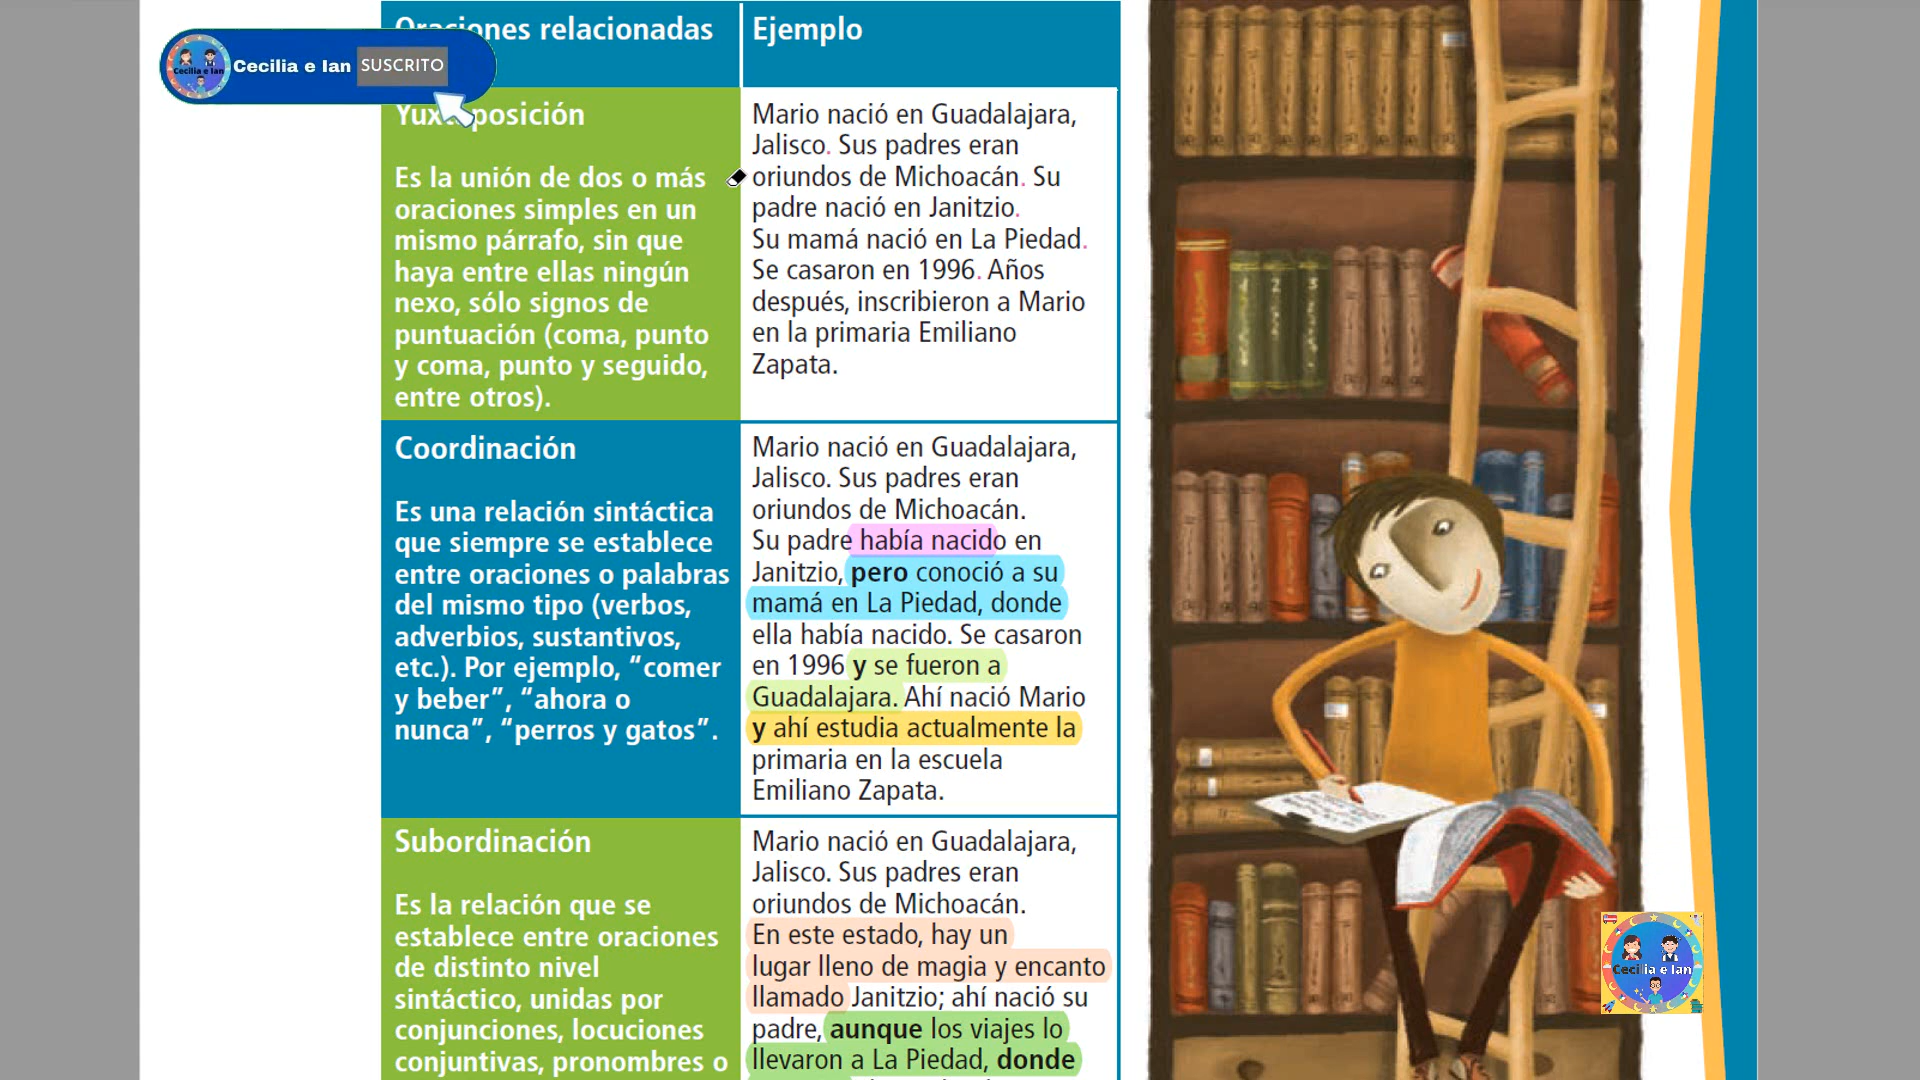 Oraciones relacionadas
Ejemplo
Cecilia e Ian
Cecilia e Ian
SUSCRITO
Yuxtaposición
Es la unión de dos o más
oraciones simples en un
mismo párrafo, sin que
haya entre ellas ningún
nexo, sólo signos de
puntuación (coma, punto
y coma, punto y seguido,
entre otros).
Mario nació en Guadalajara,
Jalisco. Sus padres eran
oriundos de Michoacán. Su
padre nació en Janitzio.
Su mamá nació en La Piedad.
Se casaron en 1996. Años
después, inscribieron a Mario
en la primaria Emiliano
Zapata.
Coordinación
Es una relación sintáctica
que siempre se establece
entre oraciones o palabras
del mismo tipo (verbos,
adverbios, sustantivos,
etc.). Por ejemplo, “comer
y beber”, “ahora o
nunca”, “perros y gatos”.
Mario nació en Guadalajara,
Jalisco. Sus padres eran
oriundos de Michoacán.
Su padre había nacido en
Janitzio, pero conoció a su
mamá en La Piedad, donde
ella había nacido. Se casaron
en 1996 y se fueron a
Guadalajara. Ahí nació Mario
y ahí estudia actualmente la
primaria en la escuela
Emiliano Zapata.
Subordinación
Es la relación que se
establece entre oraciones
de distinto nivel
sintáctico, unidas por
conjunciones, locuciones
conjuntivas, pronombres o
Mario nació en Guadalajara,
Jalisco. Sus padres eran
oriundos de Michoacán.
En este estado, hay un
lugar lleno de magia y encanto
llamado Janitzio; ahí nació su
padre, aunque los viajes lo
llevaron a La Piedad, donde
Cecilia e Ian